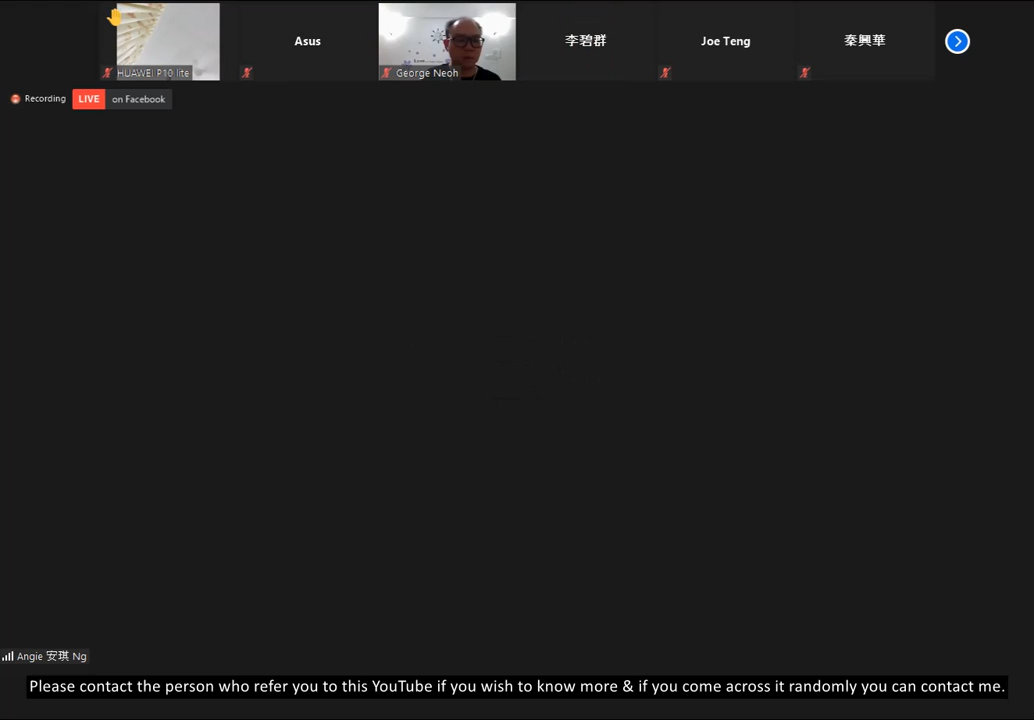 HUAWEI P10 lite
Asus
George Neoh
李碧群
Joe Teng
秦興華
Recording LIVE on Facebook
Angie 安琪 Ng
Please contact the person who refer you to this YouTube if you wish to know more & if you come across it randomly you can contact me.